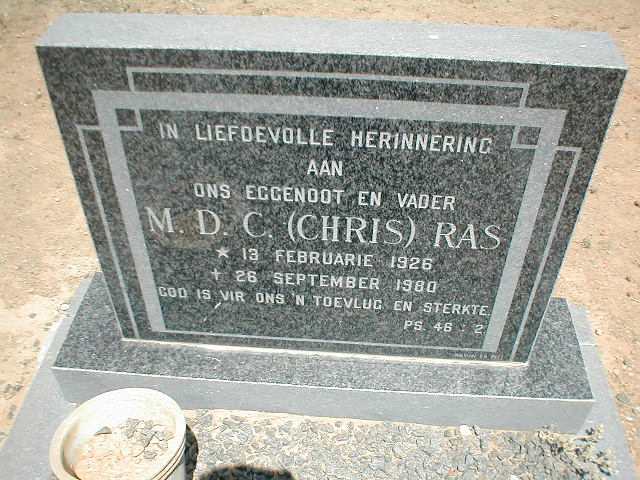 IN LIEFDEVOLLE HERINNERING
AAN
ONS EGGENOOT EN VADER
M. D. C. (CHRIS) RAS
★ 13 FEBRUARIE 1926
+ 26 SEPTEMBER 1980
GOD IS VIR ONS 'N TOEVLUG EN STERKTE.
PS. 46 : 2